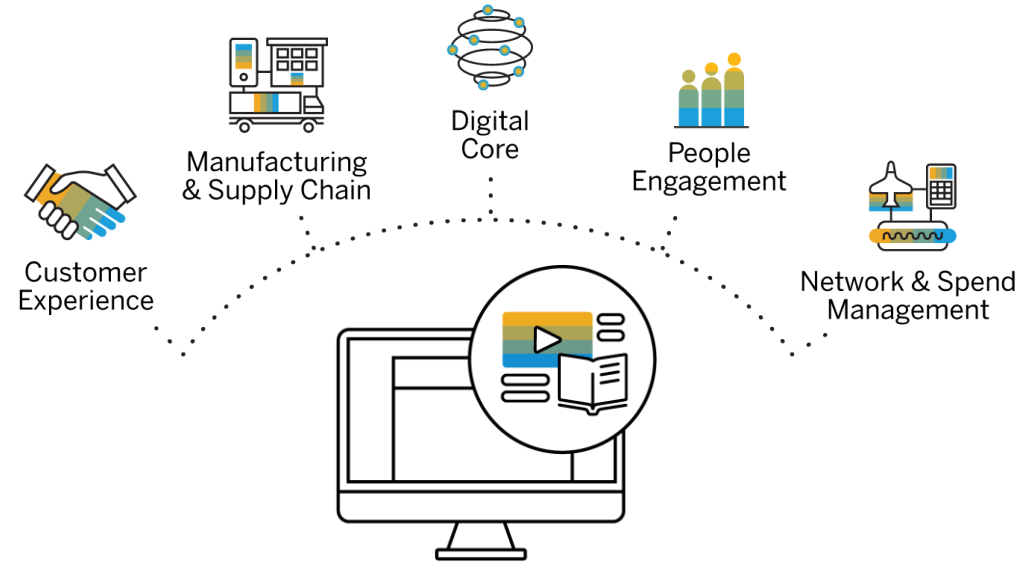 Customer
Experience
Manufacturing
& Supply Chain
Digital
Core
People
Engagement
Network & Spend
Management